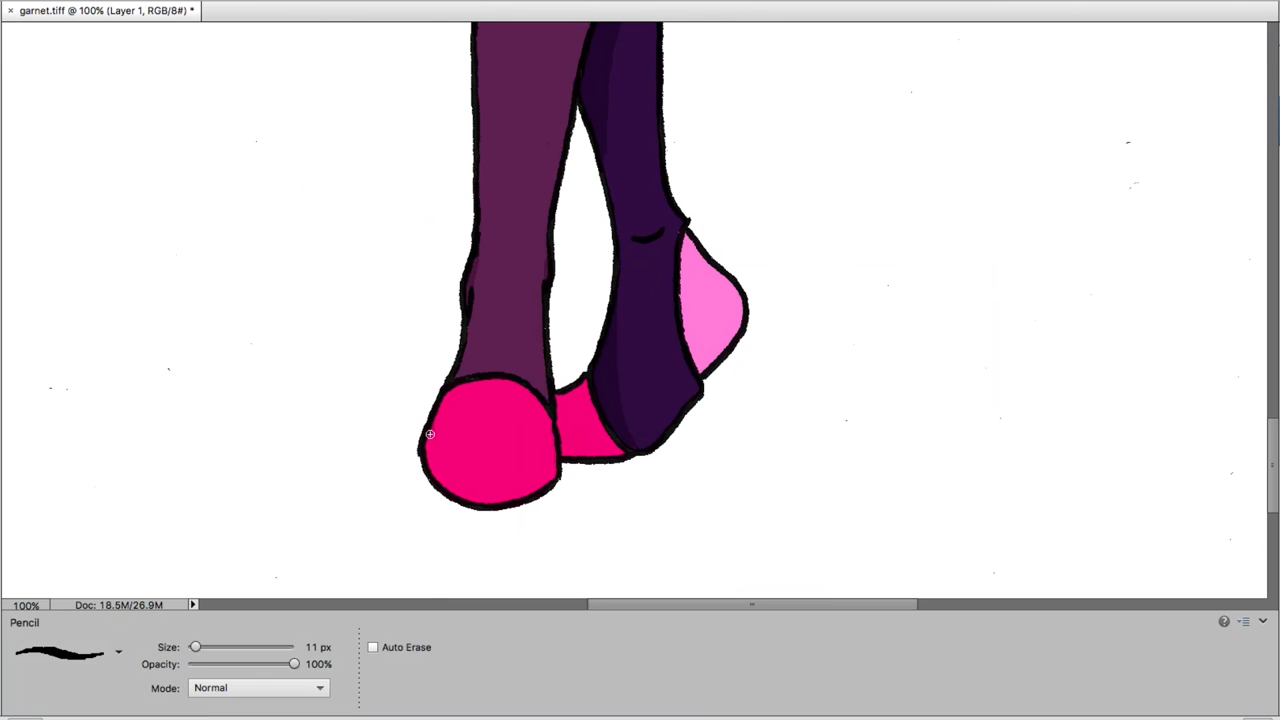 × garnet.tiff @ 100% (Layer 1, RGB/8#) *
100% Doc: 18.5M/26.9M
Pencil
Size: 11 px
Auto Erase
Opacity: 100%
Mode: Normal